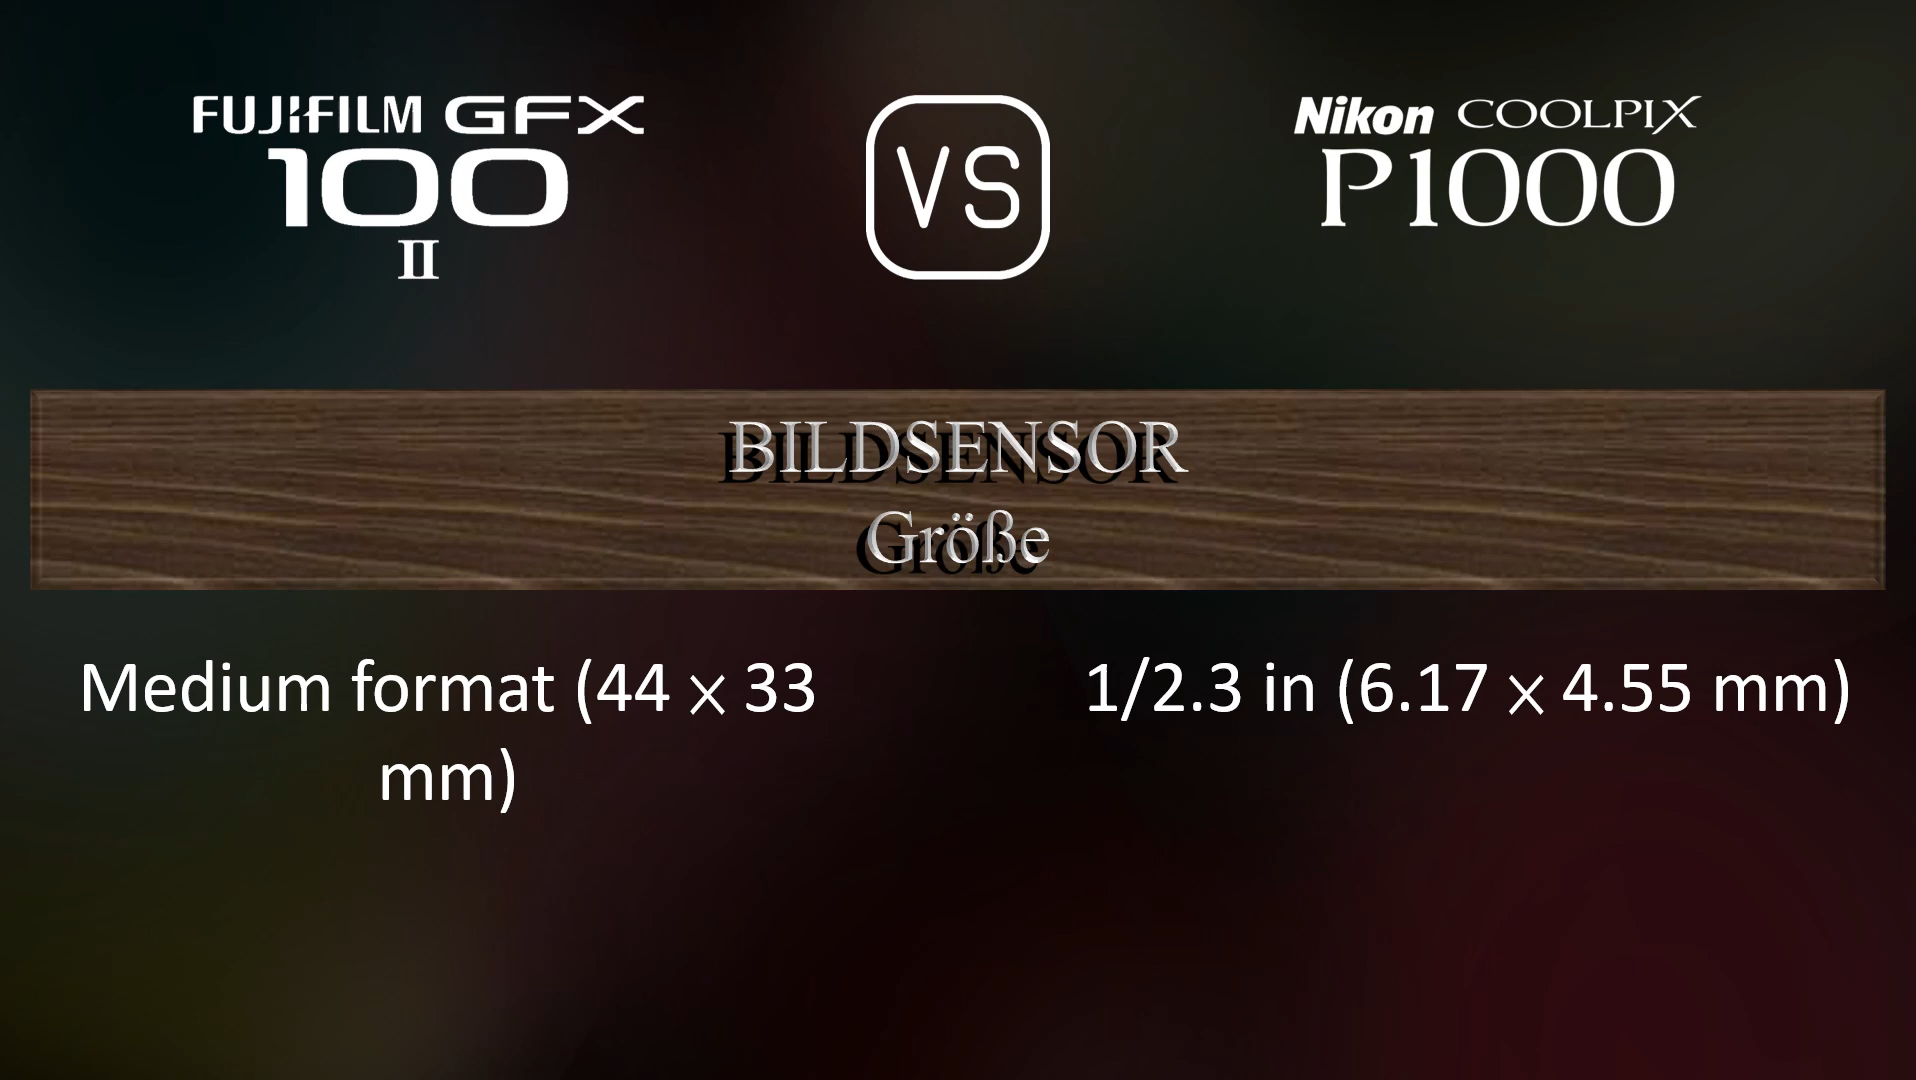 FUJIFILM GFX
100
II
VS
Nikon COOLPIX
P1000
BILDSENSOR
Größe
Medium format (44 x 33
mm)
1/2.3 in (6.17 x 4.55 mm)